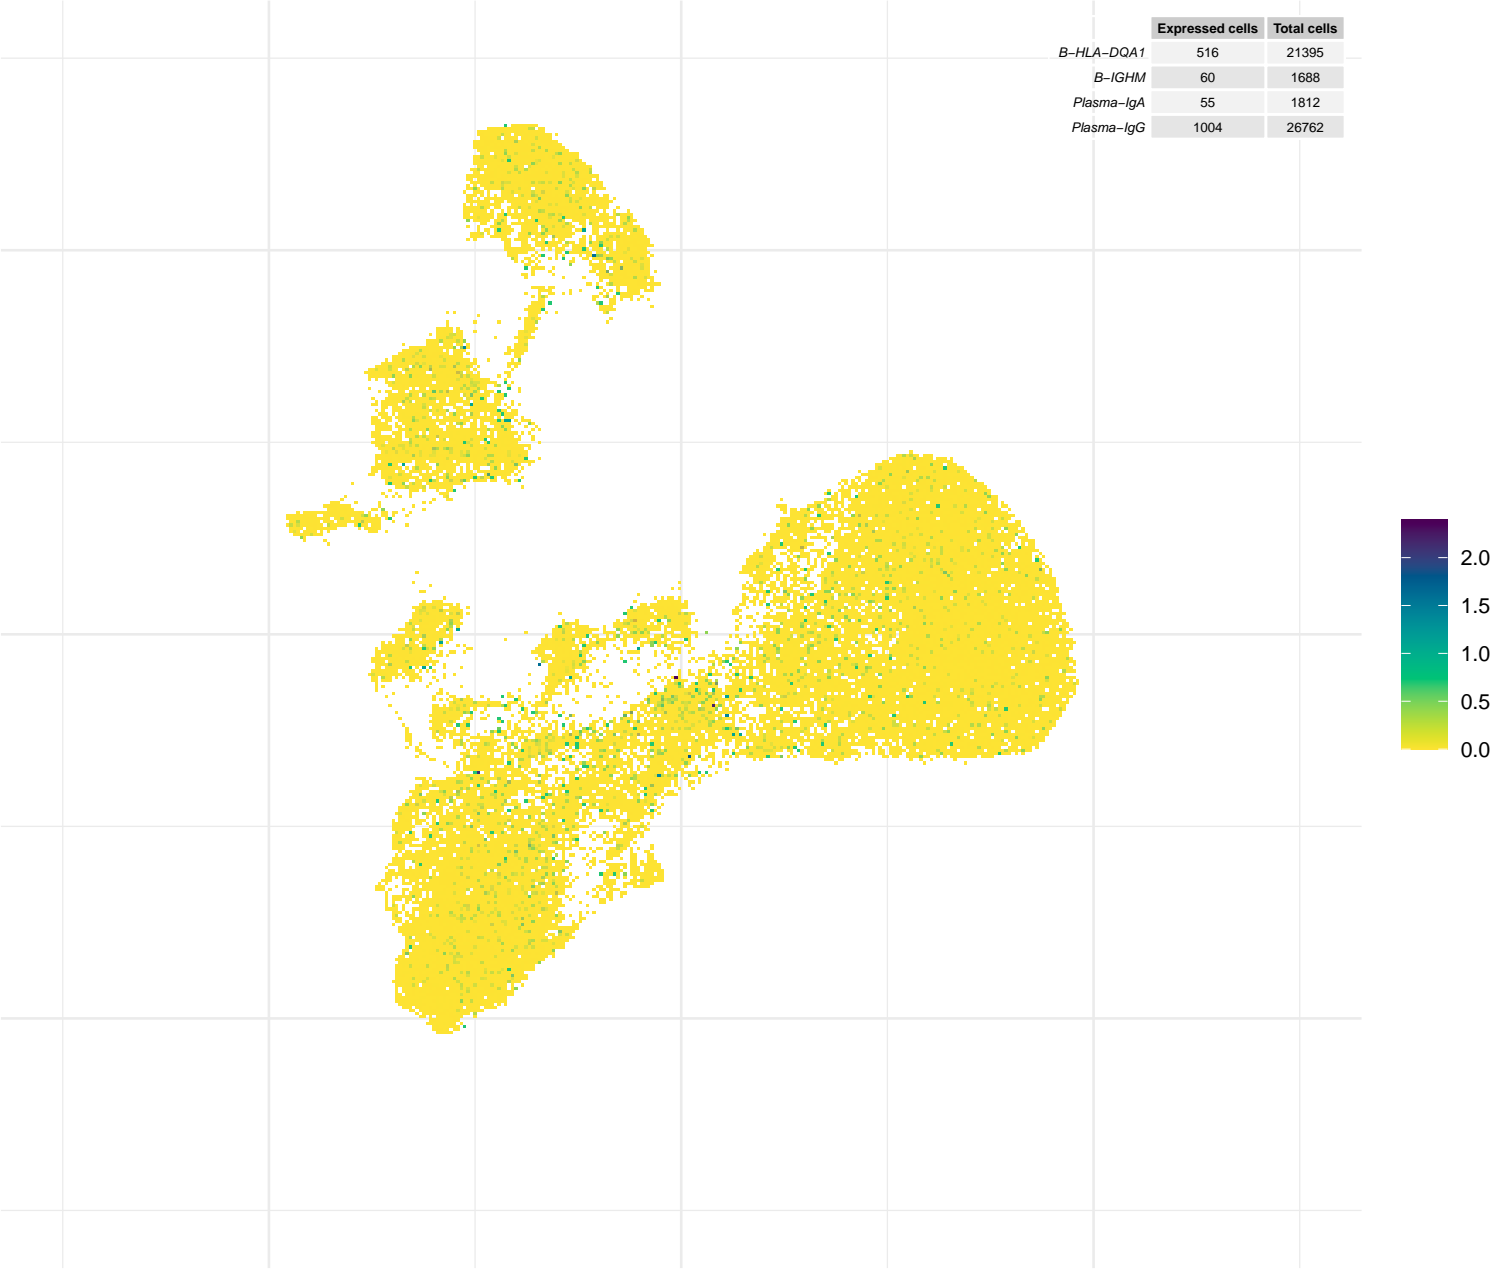 Expressed cells Total cells
B−HLA−DQA1 516 21395
B−IGHM 60 1688
Plasma−IgA 55 1812
Plasma−IgG 1004 26762
2.0
1.5
1.0
0.5
0.0